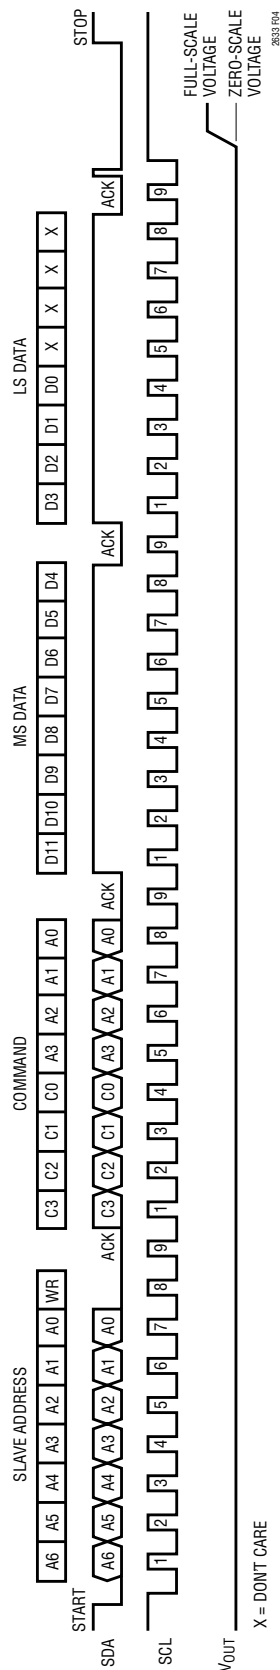 SLAVE ADDRESS COMMAND MS DATA LS DATA
A6 A5 A4 A3 A2 A1 A0 WR C3 C2 C1 C0 A3 A2 A1 A0 D11 D10 D9 D8 D7 D6 D5 D4 D3 D2 D1 D0 X X X X
START STOP
SDA A6 A5 A4 A3 A2 A1 A0 ACK C3 C2 C1 C0 A3 A2 A1 A0 ACK ACK ACK
SCL 1 2 3 4 5 6 7 8 9 1 2 3 4 5 6 7 8 9 1 2 3 4 5 6 7 8 9 1 2 3 4 5 6 7 8 9
FULL-SCALE
VOLTAGE
VOUT
ZERO-SCALE
VOLTAGE
X = DON'T CARE
2633 F04